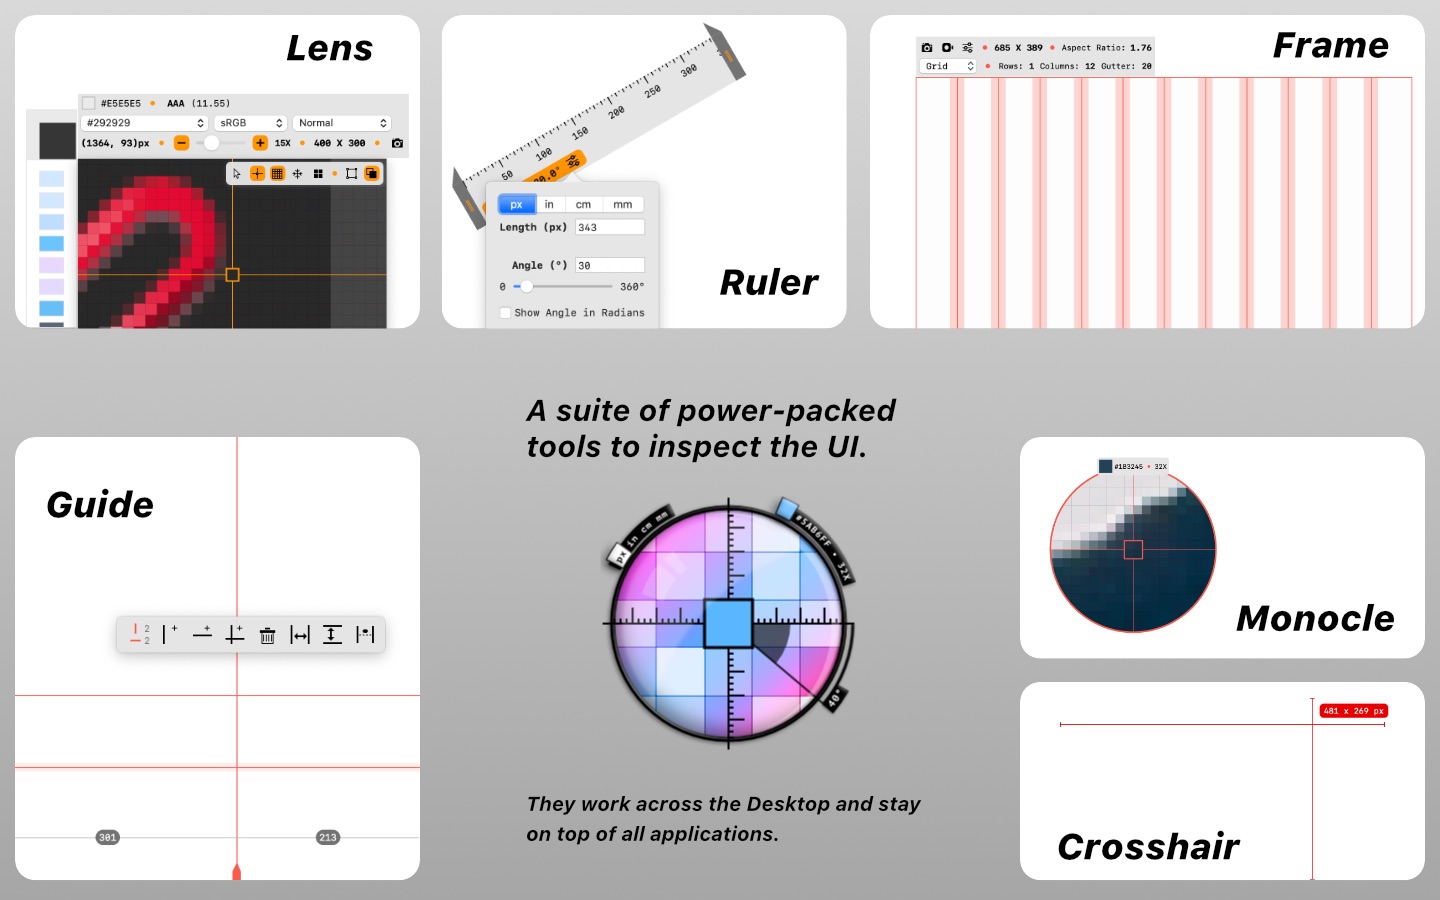 Lens
#E5E5E5 • AAA (11.55)
#292929 sRGB Normal
(1364, 93)px • 15X • 400 X 300 •
50 100 150 200 250 300
px in cm mm
Length (px) 343
Angle (°) 30
0 360°
Show Angle in Radians
Ruler
Frame
• 685 X 389 • Aspect Ratio: 1.76
Grid • Rows: 1 Columns: 12 Gutter: 20
A suite of power-packed
tools to inspect the UI.
Guide
2
2
301 213
px in cm mm
#5AB6FF • 32X
40°
They work across the Desktop and stay
on top of all applications.
#1B3245 • 32X
Monocle
481 x 269 px
Crosshair